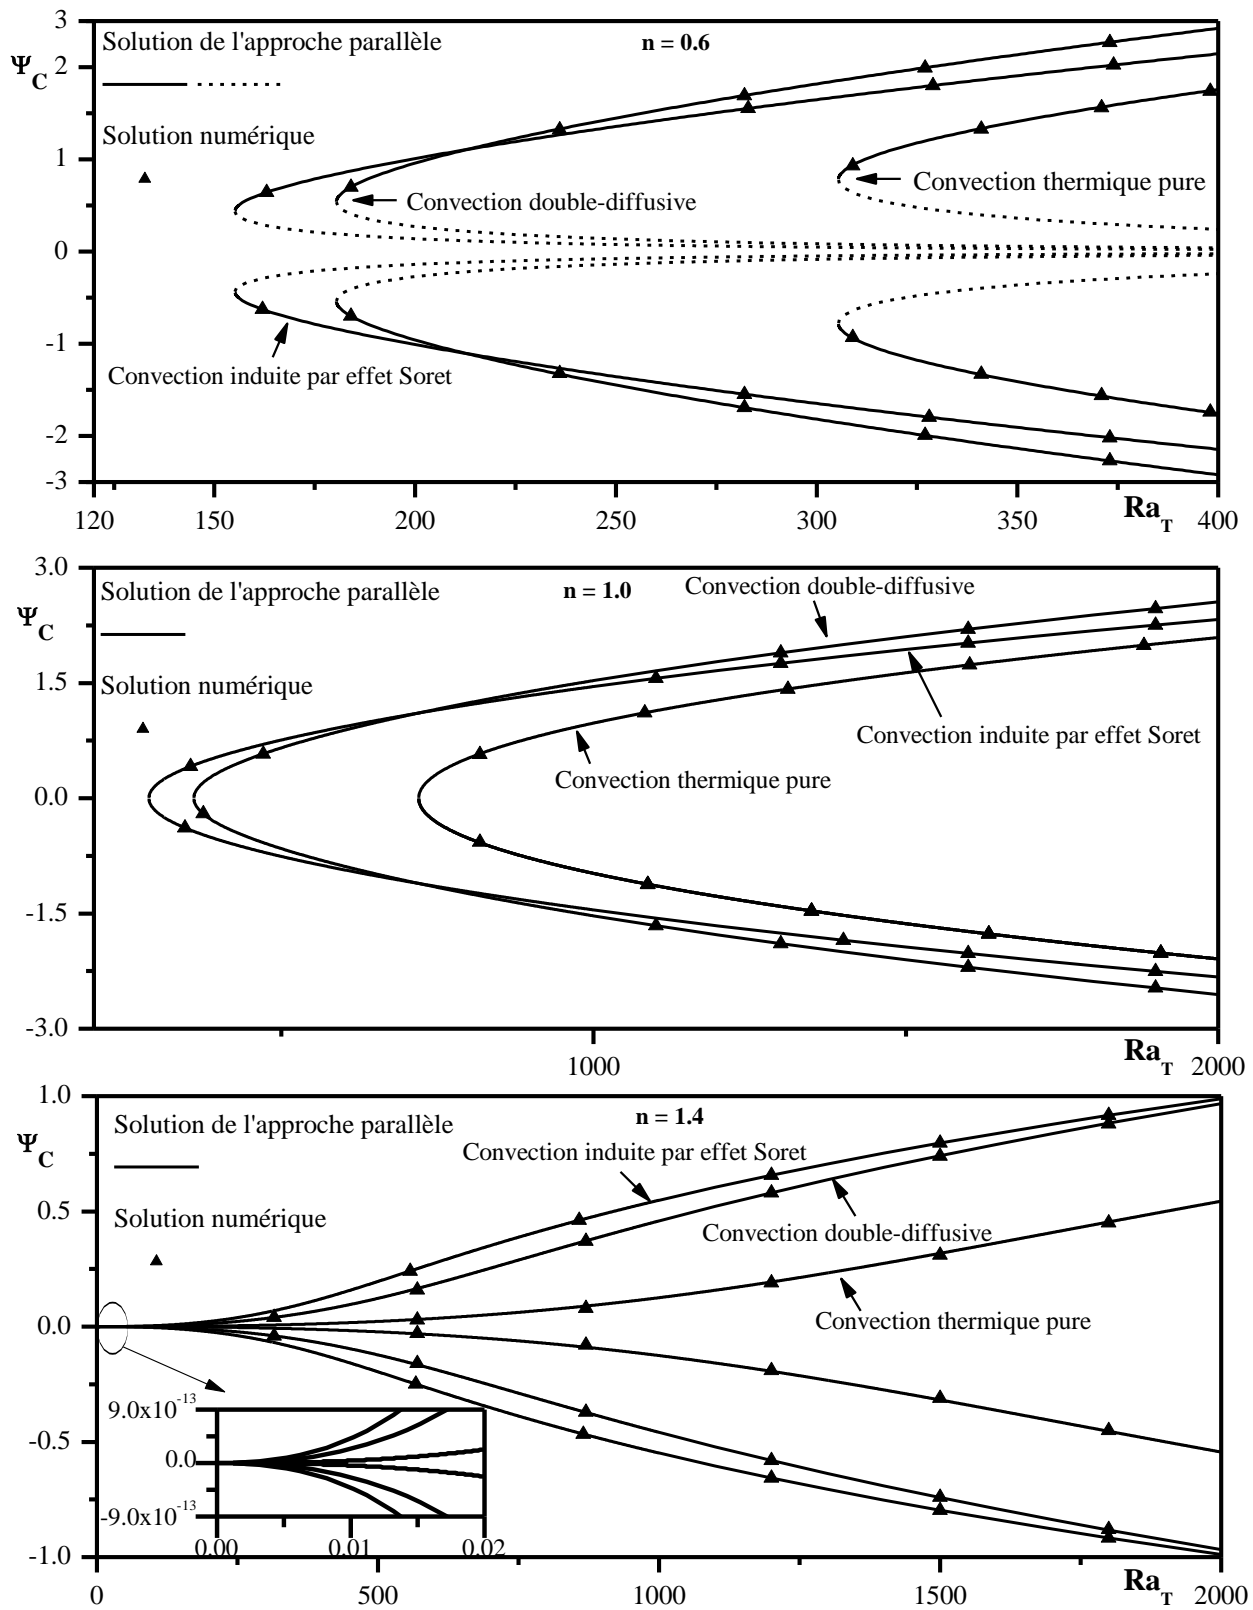 3
Solution de l'approche parallèle
n = 0.6
Ψ_C
2
Solution numérique
1
Convection thermique pure
Convection double-diffusive
0
-1
Convection induite par effet Soret
-2
-3
Ra_T
120 150 200 250 300 350 400
3.0
Solution de l'approche parallèle
n = 1.0
Convection double-diffusive
Ψ_C
1.5
Solution numérique
Convection induite par effet Soret
Convection thermique pure
0.0
-1.5
-3.0
Ra_T
1000 2000
1.0
Solution de l'approche parallèle
n = 1.4
Ψ_C
Convection induite par effet Soret
0.5
Solution numérique
Convection double-diffusive
0.0
Convection thermique pure
9.0x10^-13
-0.5
0.0
-9.0x10^-13
0.00 0.01 0.02
-1.0
Ra_T
0 500 1000 1500 2000